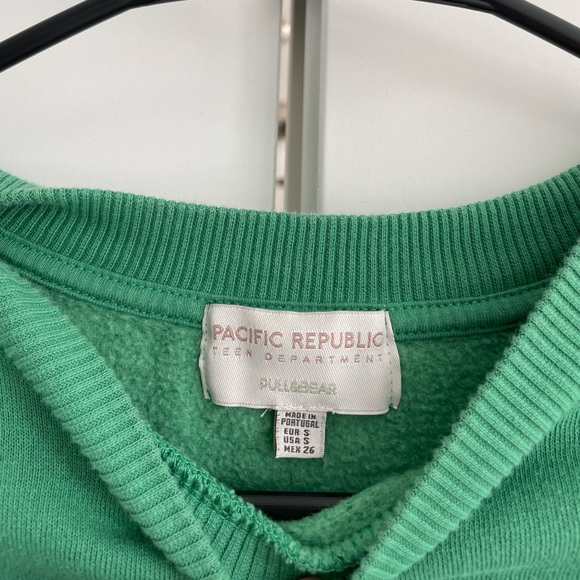 PACIFIC REPUBLIC
TEEN DEPARTMENT
PULL&BEAR
MADE IN
PORTUGAL
EUR S
USA S
MEX 26